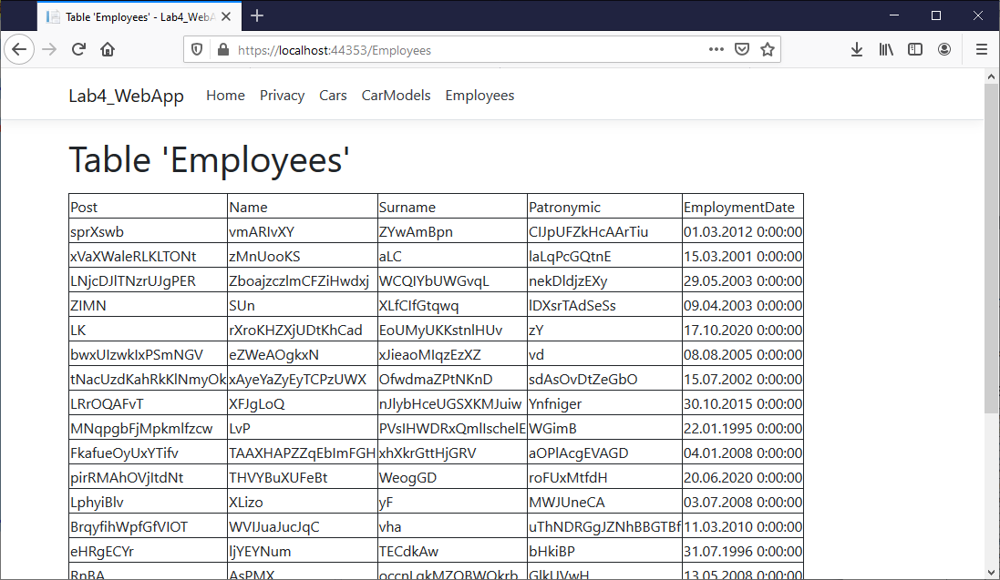 Table 'Employees' - Lab4_WebA
https://localhost:44353/Employees
Lab4_WebApp Home Privacy Cars CarModels Employees
Table 'Employees'
Post Name Surname Patronymic EmploymentDate
sprXswb vmARIvXY ZYwAmBpn CIJpUFZkHcAArTiu 01.03.2012 0:00:00
xVaXWaleRLKLTONt zMnUooKS aLC laLqPcGQtnE 15.03.2001 0:00:00
LNjcDJlTNzrUJgPER ZboajzczlmCFZiHwdxj WCQIYbUWGvqL nekDldjzEXy 29.05.2003 0:00:00
ZIMN SUn XLfCIfGtqwq lDXsrTAdSeSs 09.04.2003 0:00:00
LK rXroKHZXjUDtKhCad EoUMyUKKstnlHUv zY 17.10.2020 0:00:00
bwxUIzwkIxPSmNGV eZWeAOgkxN xJieaoMIqzEzXZ vd 08.08.2005 0:00:00
tNacUzdKahRkKlNmyOk xAyeYaZyEyTCPzUWX OfwdmaZPtNKnD sdAsOvDtZeGbO 15.07.2002 0:00:00
LRrOQAFvT XFJgLoQ nJlybHceUGSXKMJuiw Ynfniger 30.10.2015 0:00:00
MNqpgbFjMpkmlfzcw LvP PVsIHWDRxQmlIschelE WGimB 22.01.1995 0:00:00
FkafueOyUxYTifv TAAXHAPZZqEbImFGH xhXkrGttHjGRV aOPlAcgEVAGD 04.01.2008 0:00:00
pirRMAhOVjItdNt THVYBuXUFeBt WeogGD roFUxMtfdH 20.06.2020 0:00:00
LphyiBlv XLizo yF MWJUneCA 03.07.2008 0:00:00
BrqyfihWpfGfVIOT WVIJuaJucJqC vha uThNDRGgJZNhBBGTBf 11.03.2010 0:00:00
eHRgECYr ljYEYNum TECdkAw bHkiBP 31.07.1996 0:00:00
RnBA AsPMX occnLqkMZOBWOkrb GlkUVwH 13.05.2008 0:00:00